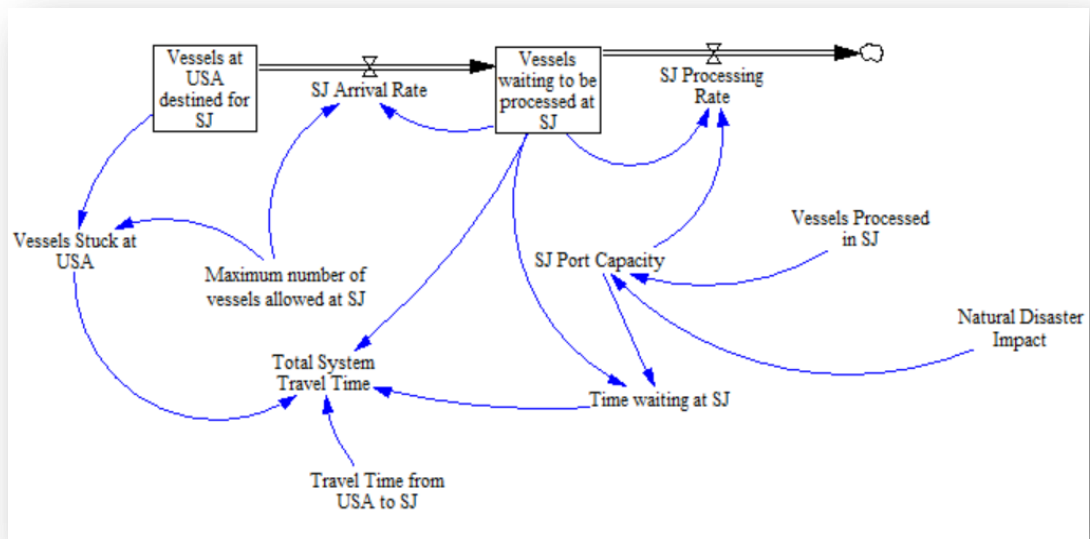 Vessels at
USA
destined for
SJ
SJ Arrival Rate
Vessels
waiting to be
processed at
SJ
SJ Processing
Rate
Vessels Stuck at
USA
Maximum number of
vessels allowed at SJ
SJ Port Capacity
Vessels Processed
in SJ
Natural Disaster
Impact
Total System
Travel Time
Time waiting at SJ
Travel Time from
USA to SJ